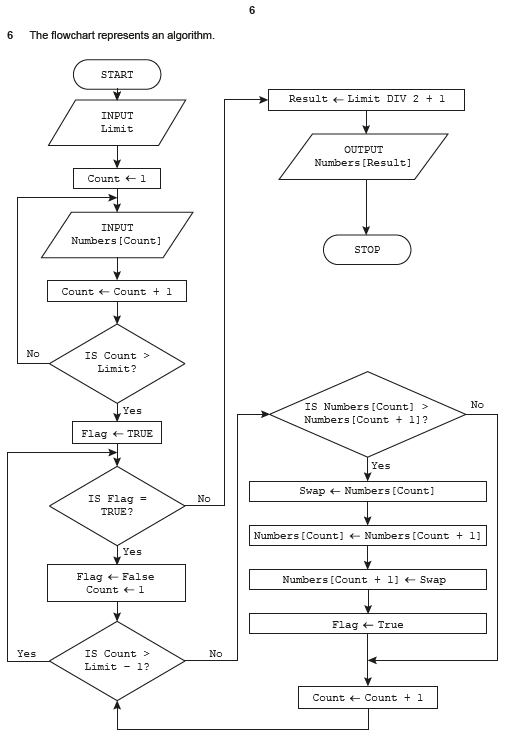 6
6 The flowchart represents an algorithm.
START
INPUT
Limit
Count ← 1
INPUT
Numbers[Count]
Count ← Count + 1
IS Count >
Limit?
No
Yes
Flag ← TRUE
IS Flag =
TRUE?
No
Yes
Flag ← False
Count ← 1
IS Count >
Limit – 1?
Yes
No
Result ← Limit DIV 2 + 1
OUTPUT
Numbers[Result]
STOP
IS Numbers[Count] >
Numbers[Count + 1]?
No
Yes
Swap ← Numbers[Count]
Numbers[Count] ← Numbers[Count + 1]
Numbers[Count + 1] ← Swap
Flag ← True
Count ← Count + 1